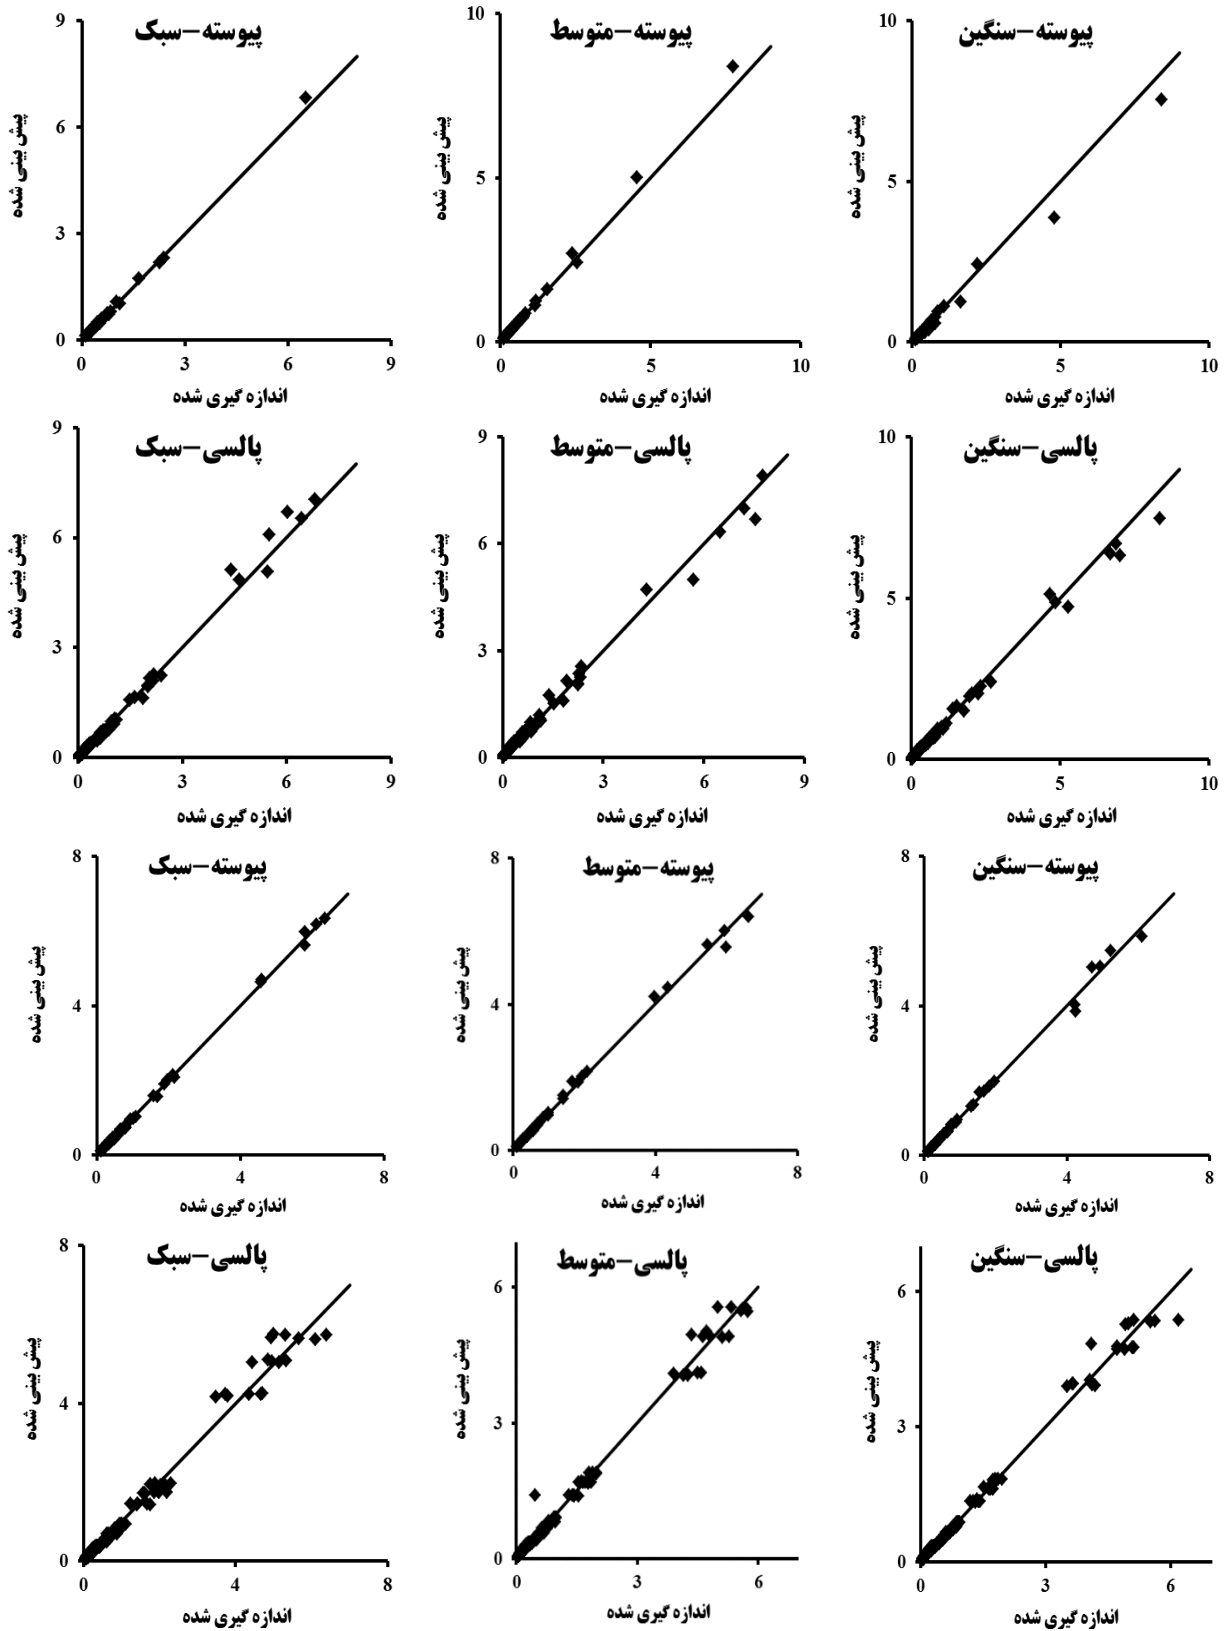 پیوسته-سبک
9
6
3
0
0
3
6
9
پیش بینی شده
اندازه گیری شده
پیوسته-متوسط
10
5
0
0
5
10
پیش بینی شده
اندازه گیری شده
پیوسته-سنگین
10
5
0
0
5
10
پیش بینی شده
اندازه گیری شده
پالسی-سبک
9
6
3
0
0
3
6
9
پیش بینی شده
اندازه گیری شده
پالسی-متوسط
9
6
3
0
0
3
6
9
پیش بینی شده
اندازه گیری شده
پالسی-سنگین
10
5
0
0
5
10
پیش بینی شده
اندازه گیری شده
پیوسته-سبک
8
4
0
0
4
8
پیش بینی شده
اندازه گیری شده
پیوسته-متوسط
8
4
0
0
4
8
پیش بینی شده
اندازه گیری شده
پیوسته-سنگین
8
4
0
0
4
8
پیش بینی شده
اندازه گیری شده
پالسی-سبک
8
4
0
0
4
8
پیش بینی شده
اندازه گیری شده
پالسی-متوسط
6
3
0
0
3
6
پیش بینی شده
اندازه گیری شده
پالسی-سنگین
6
3
0
0
3
6
پیش بینی شده
اندازه گیری شده